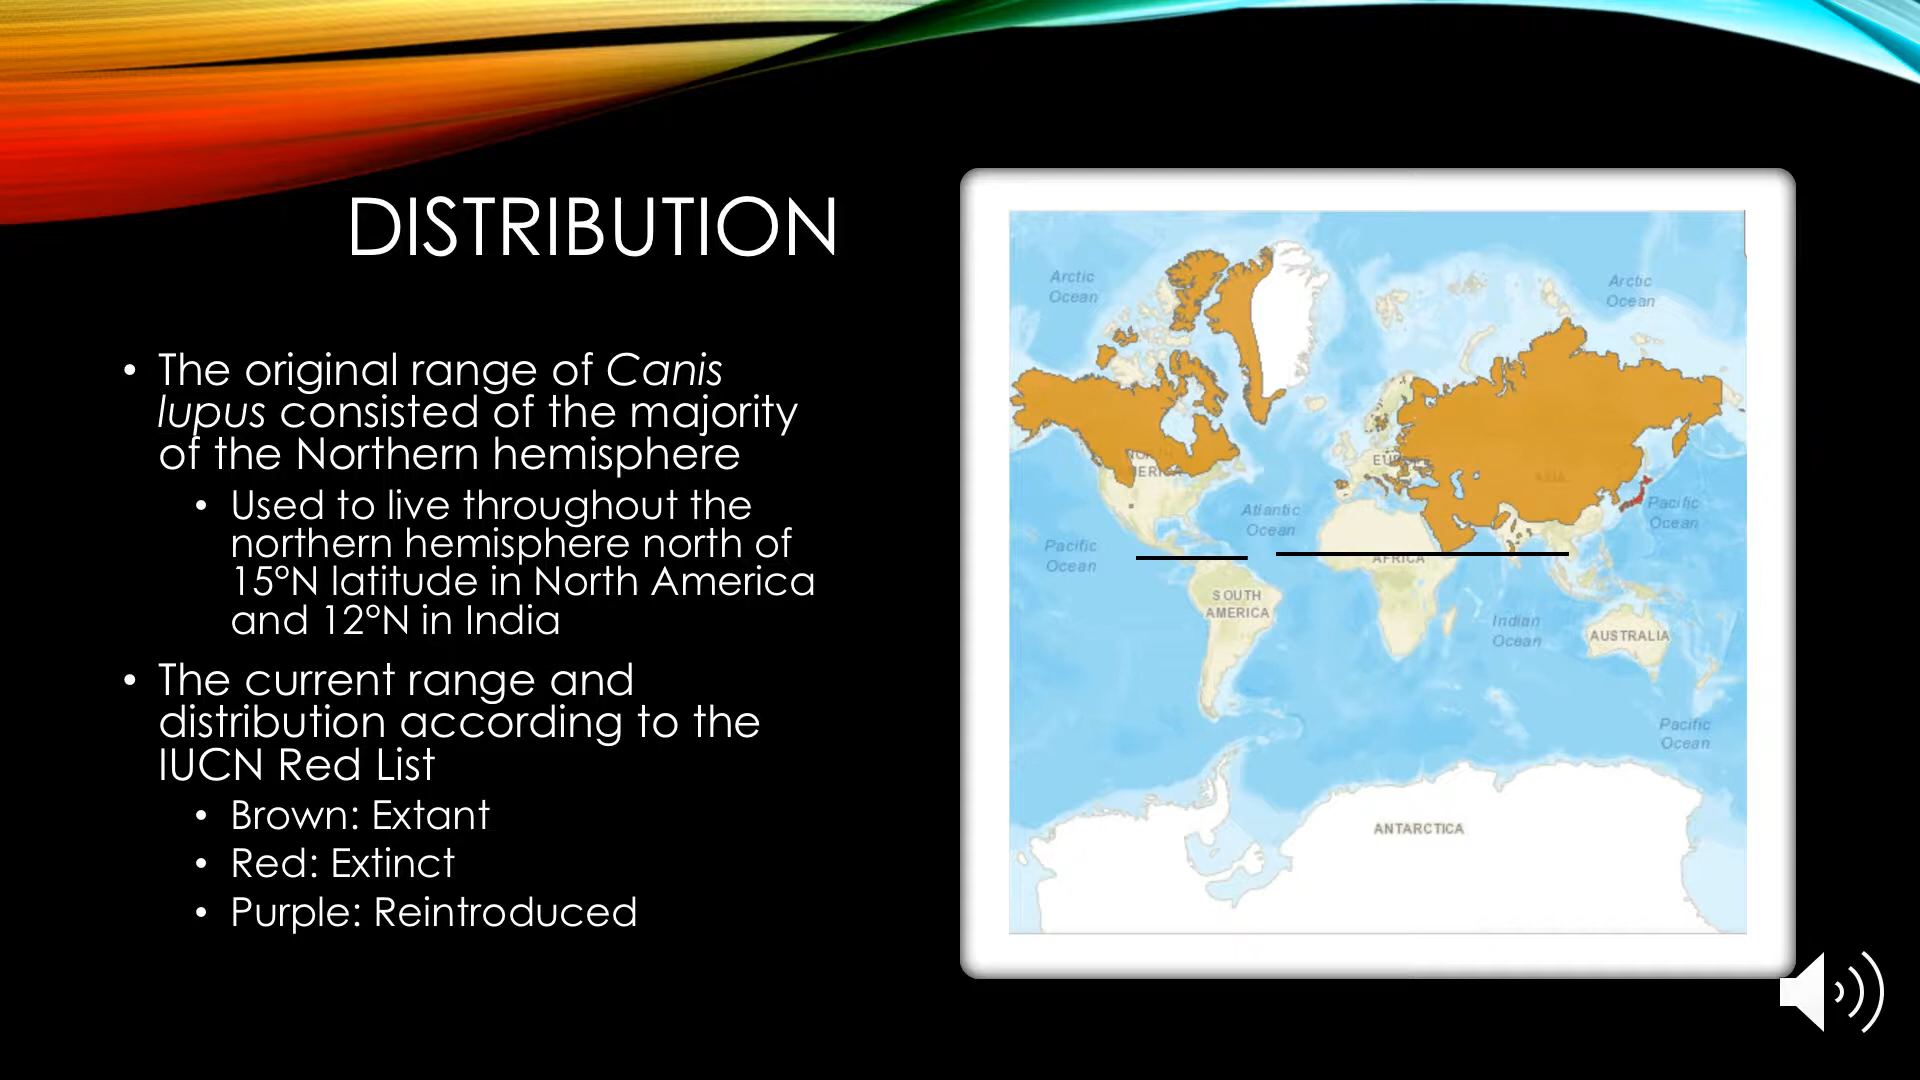 DISTRIBUTION
• The original range of Canis
lupus consisted of the majority
of the Northern hemisphere
• Used to live throughout the
northern hemisphere north of
15°N latitude in North America
and 12°N in India
• The current range and
distribution according to the
IUCN Red List
• Brown: Extant
• Red: Extinct
• Purple: Reintroduced
Arctic
Ocean
Arctic
Ocean
ASIA
Atlantic
Ocean
Pacific
Ocean
Pacific
Ocean
AFRICA
SOUTH
AMERICA
Indian
Ocean
AUSTRALIA
Pacific
Ocean
ANTARCTICA